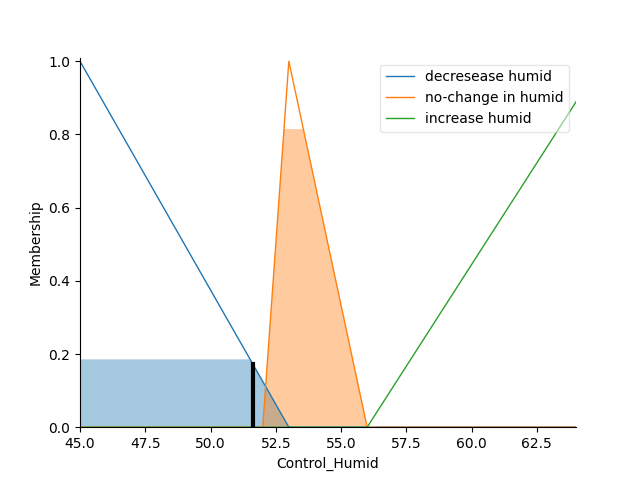 decresease humid
no-change in humid
increase humid
1.0
0.8
0.6
0.4
0.2
0.0
Membership
45.0 47.5 50.0 52.5 55.0 57.5 60.0 62.5
Control_Humid